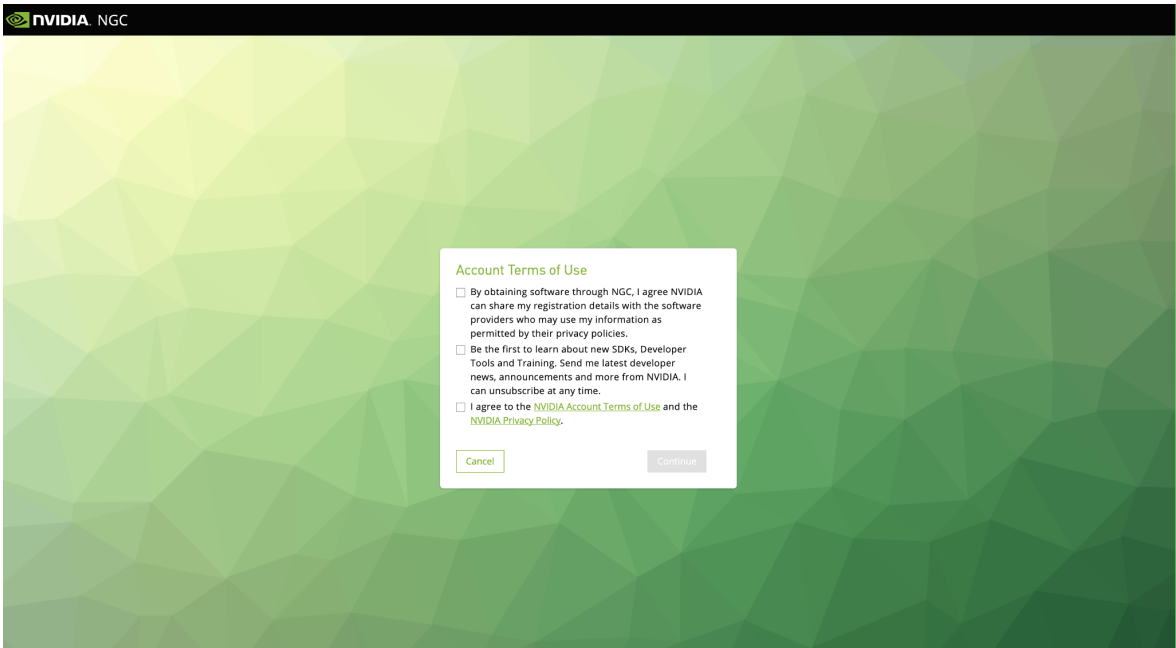 NVIDIA. NGC
Account Terms of Use
By obtaining software through NGC, I agree NVIDIA
can share my registration details with the software
providers who may use my information as
permitted by their privacy policies.
Be the first to learn about new SDKs, Developer
Tools and Training. Send me latest developer
news, announcements and more from NVIDIA. I
can unsubscribe at any time.
I agree to the NVIDIA Account Terms of Use and the
NVIDIA Privacy Policy.
Cancel Continue